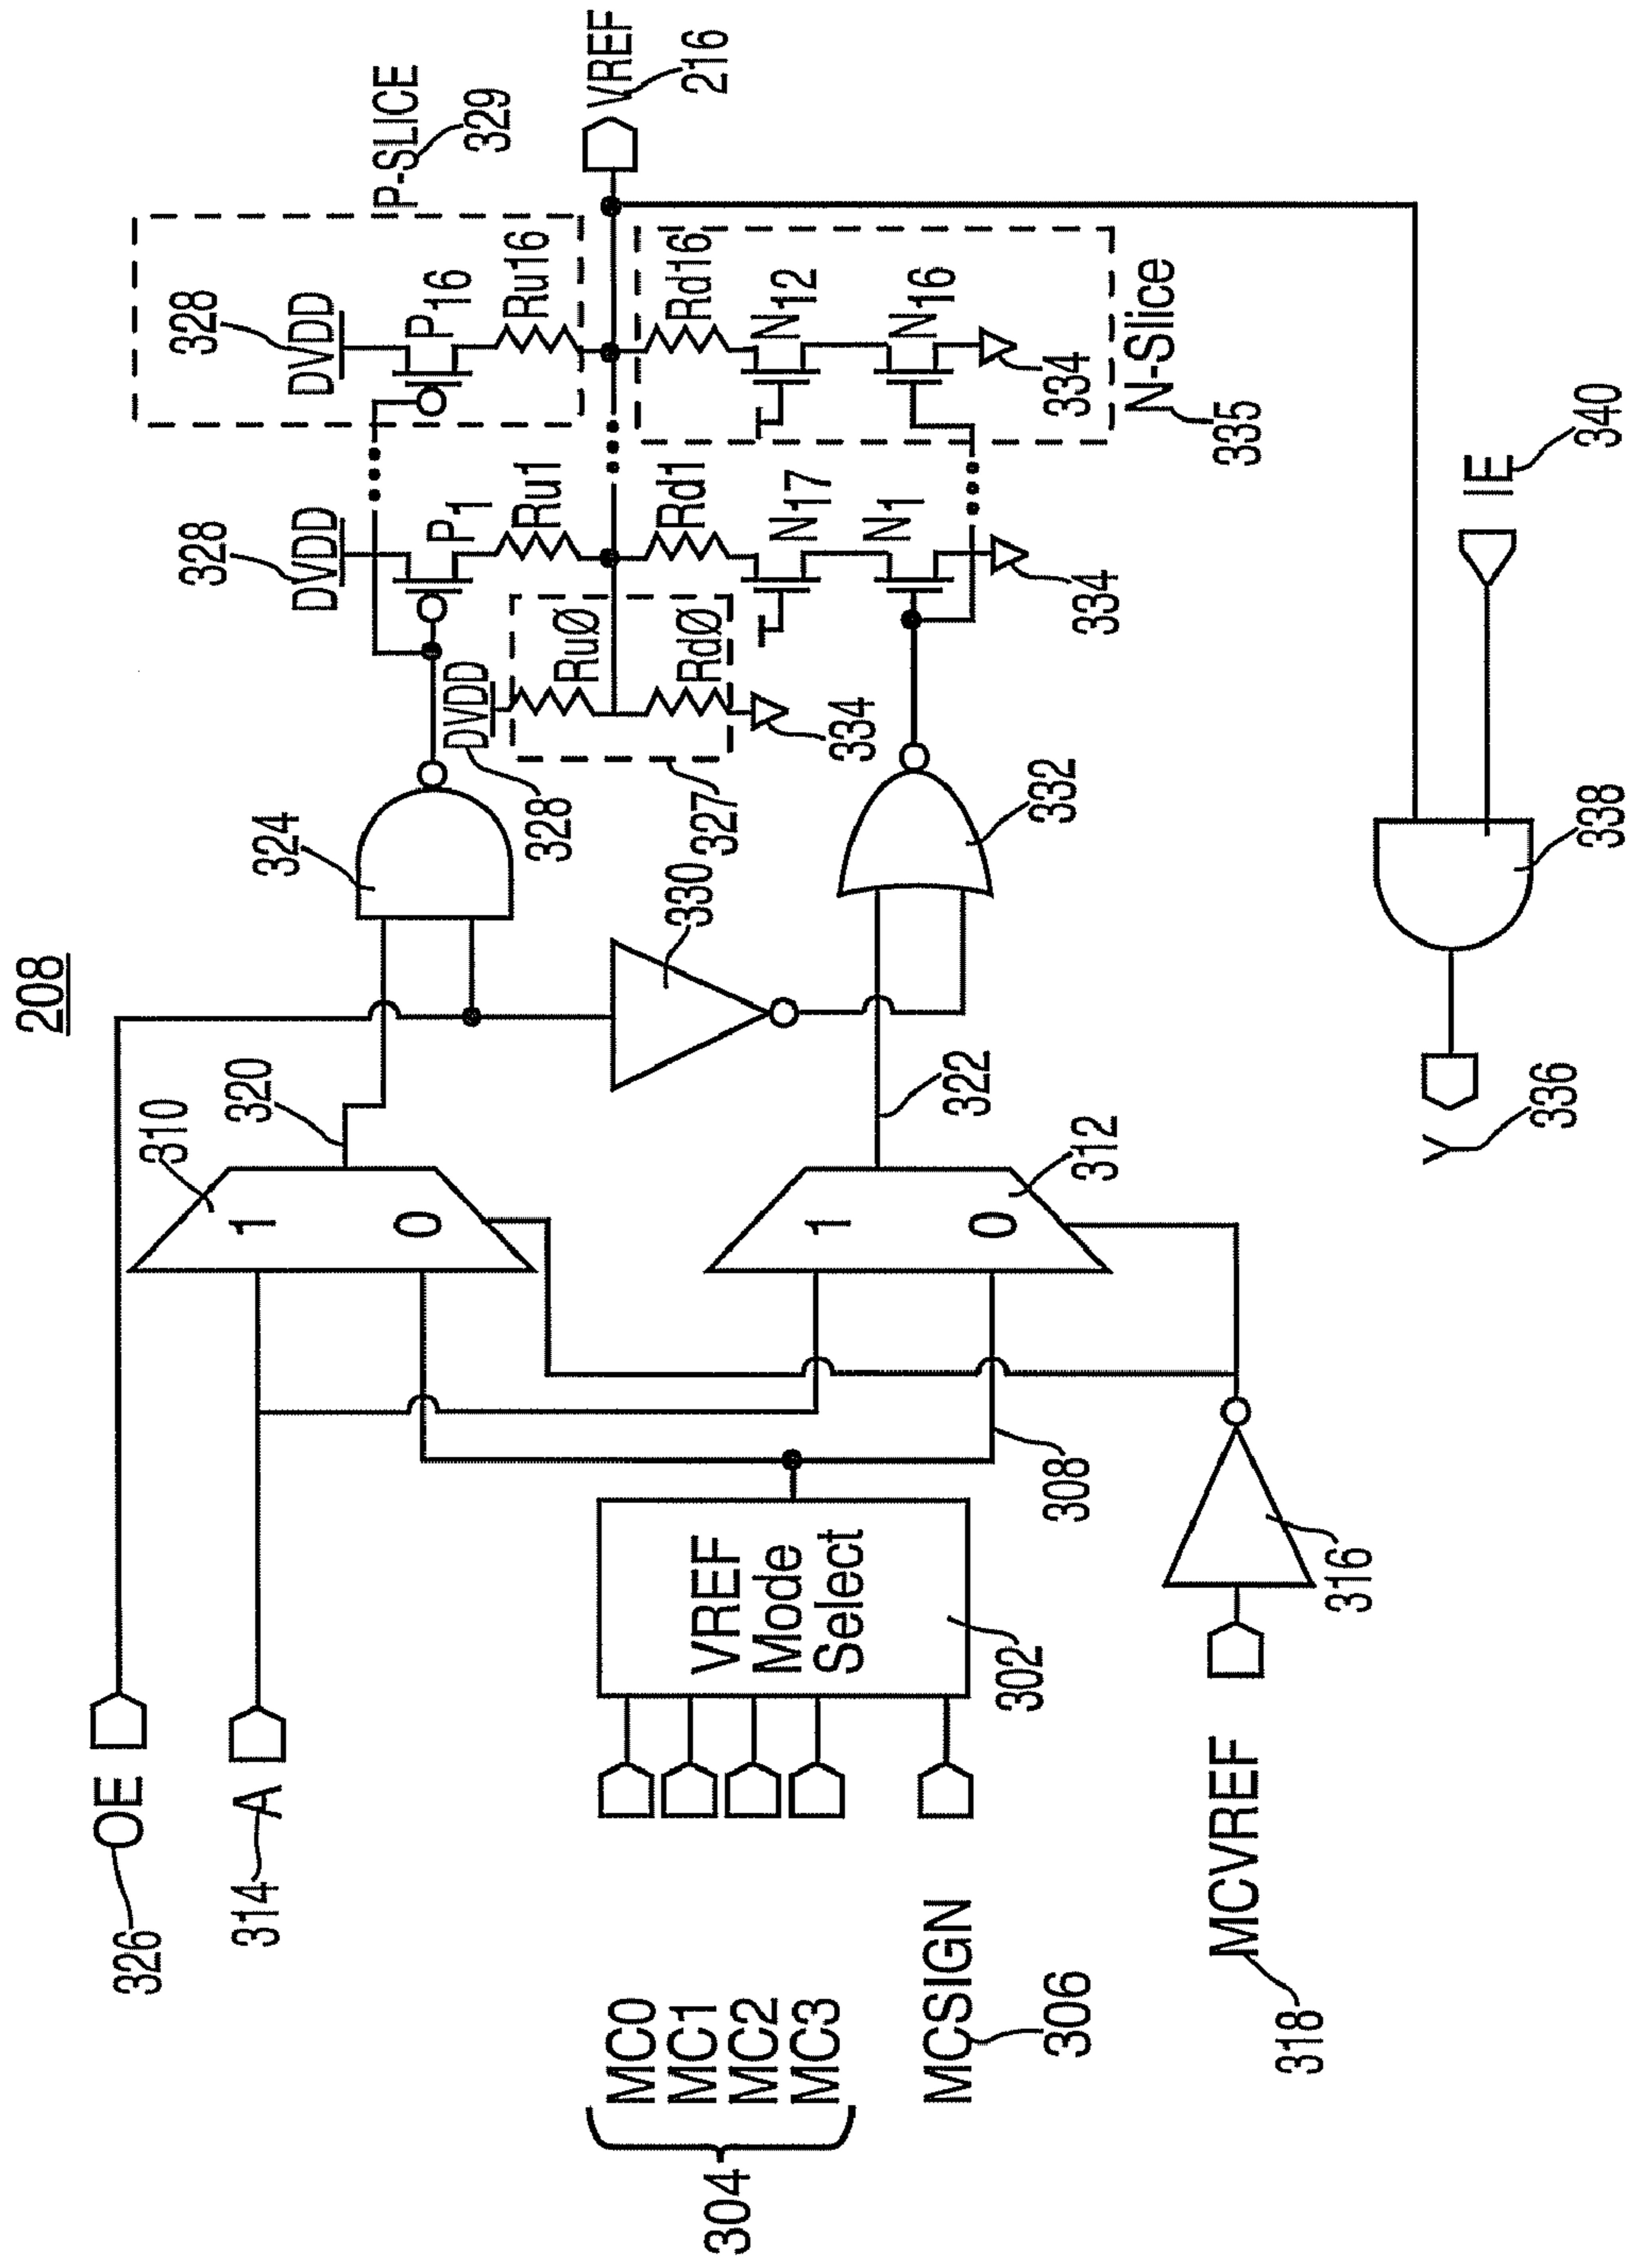 208
326 OE
314 A
310
1
0
320
324
328
DVDD
328
DVDD
P1
Ru1
328
DVDD
P16
Ru16
P-SLICE
329
VREF
216
RuØ
RdØ
327
334
Rd1
N17
N1
334
Rd16
N12
N16
334
N-Slice
335
330
332
322
312
1
0
304
MC0
MC1
MC2
MC3
MCSIGN
306
VREF
Mode
Select
302
308
MCVREF
318
316
Y
336
338
IE
340